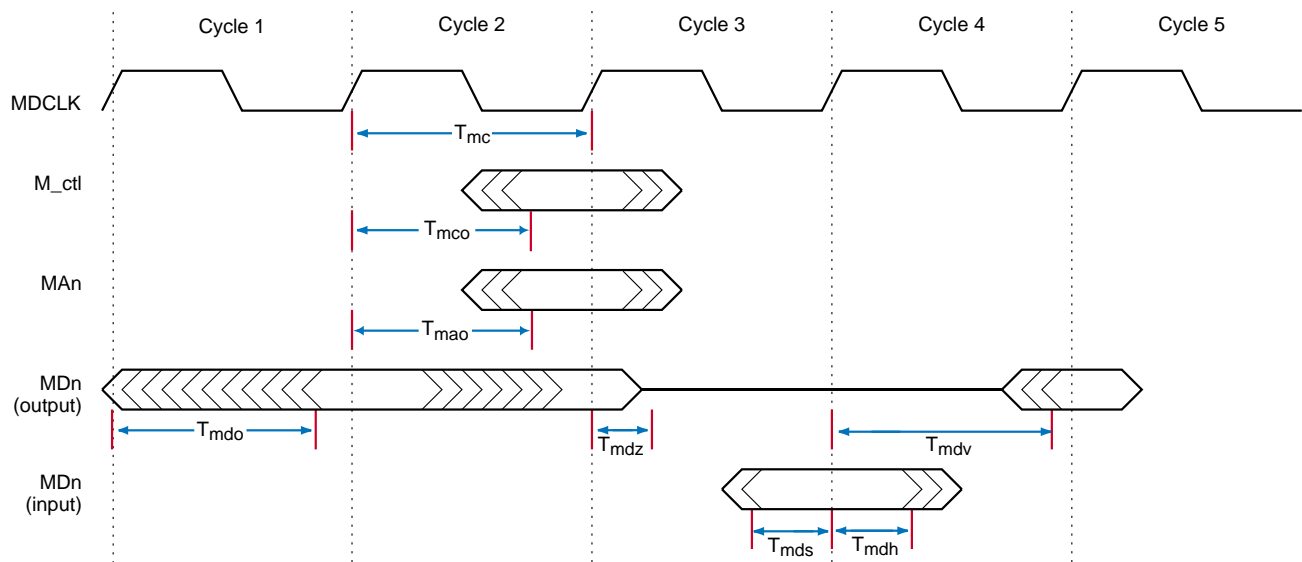 Cycle 1 Cycle 2 Cycle 3 Cycle 4 Cycle 5
MDCLK
Tmc
M_ctl
Tmco
MAn
Tmao
MDn
(output)
Tmdo Tmdz Tmdv
MDn
(input)
Tmds Tmdh